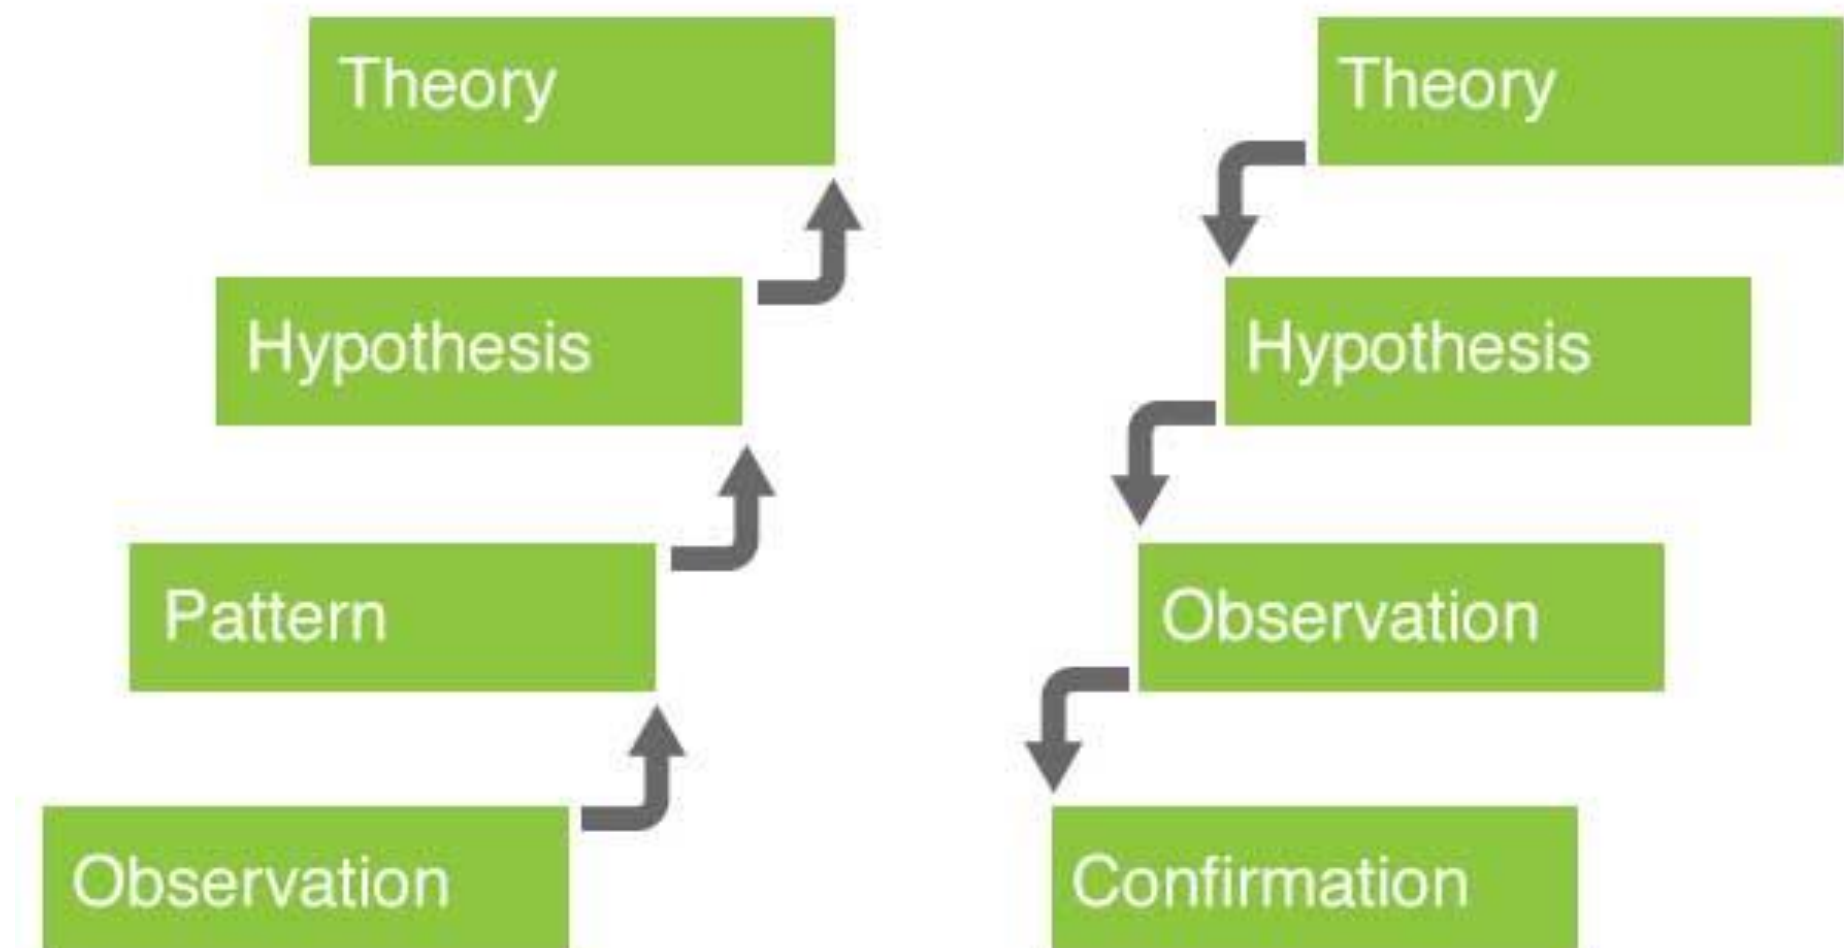 Theory
Hypothesis
Pattern
Observation
Theory
Hypothesis
Observation
Confirmation